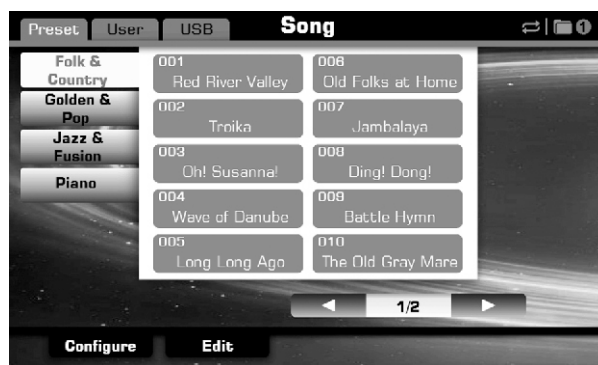 Preset User USB Song
1
Folk &
Country
Golden &
Pop
Jazz &
Fusion
Piano
001
Red River Valley
006
Old Folks at Home
002
Troika
007
Jambalaya
003
Oh! Susanna!
008
Ding! Dong!
004
Wave of Danube
009
Battle Hymn
005
Long Long Ago
010
The Old Gray Mare
1/2
Configure Edit